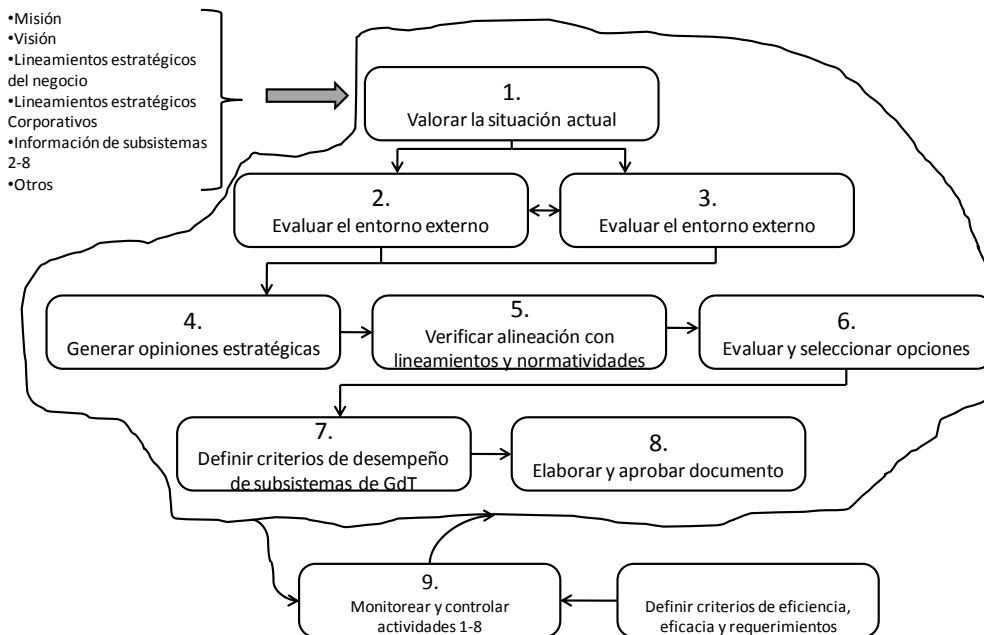 •Misión
•Visión
•Lineamientos estratégicos
del negocio
•Lineamientos estratégicos
Corporativos
•Información de subsistemas
2-8
•Otros
1.
Valorar la situación actual
2.
Evaluar el entorno externo
3.
Evaluar el entorno externo
4.
Generar opiniones estratégicas
5.
Verificar alineación con
lineamientos y normatividades
6.
Evaluar y seleccionar opciones
7.
Definir criterios de desempeño
de subsistemas de GdT
8.
Elaborar y aprobar documento
9.
Monitorear y controlar
actividades 1-8
Definir criterios de eficiencia,
eficacia y requerimientos